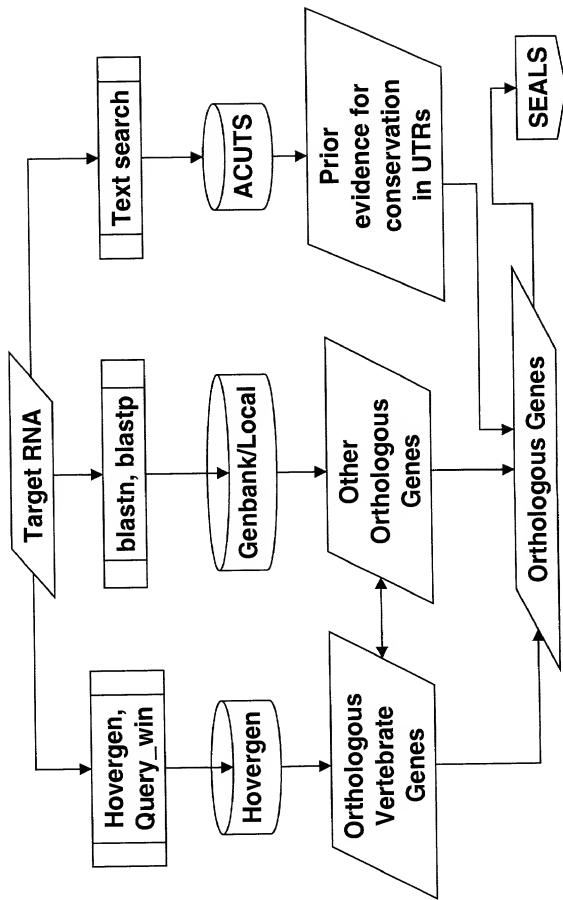 Target RNA
Hovergen,
Query_win
blastn, blastp
Text search
Hovergen
Genbank/Local
ACUTS
Orthologous
Vertebrate
Genes
Other
Orthologous
Genes
Prior
evidence for
conservation
in UTRs
Orthologous Genes
SEALS